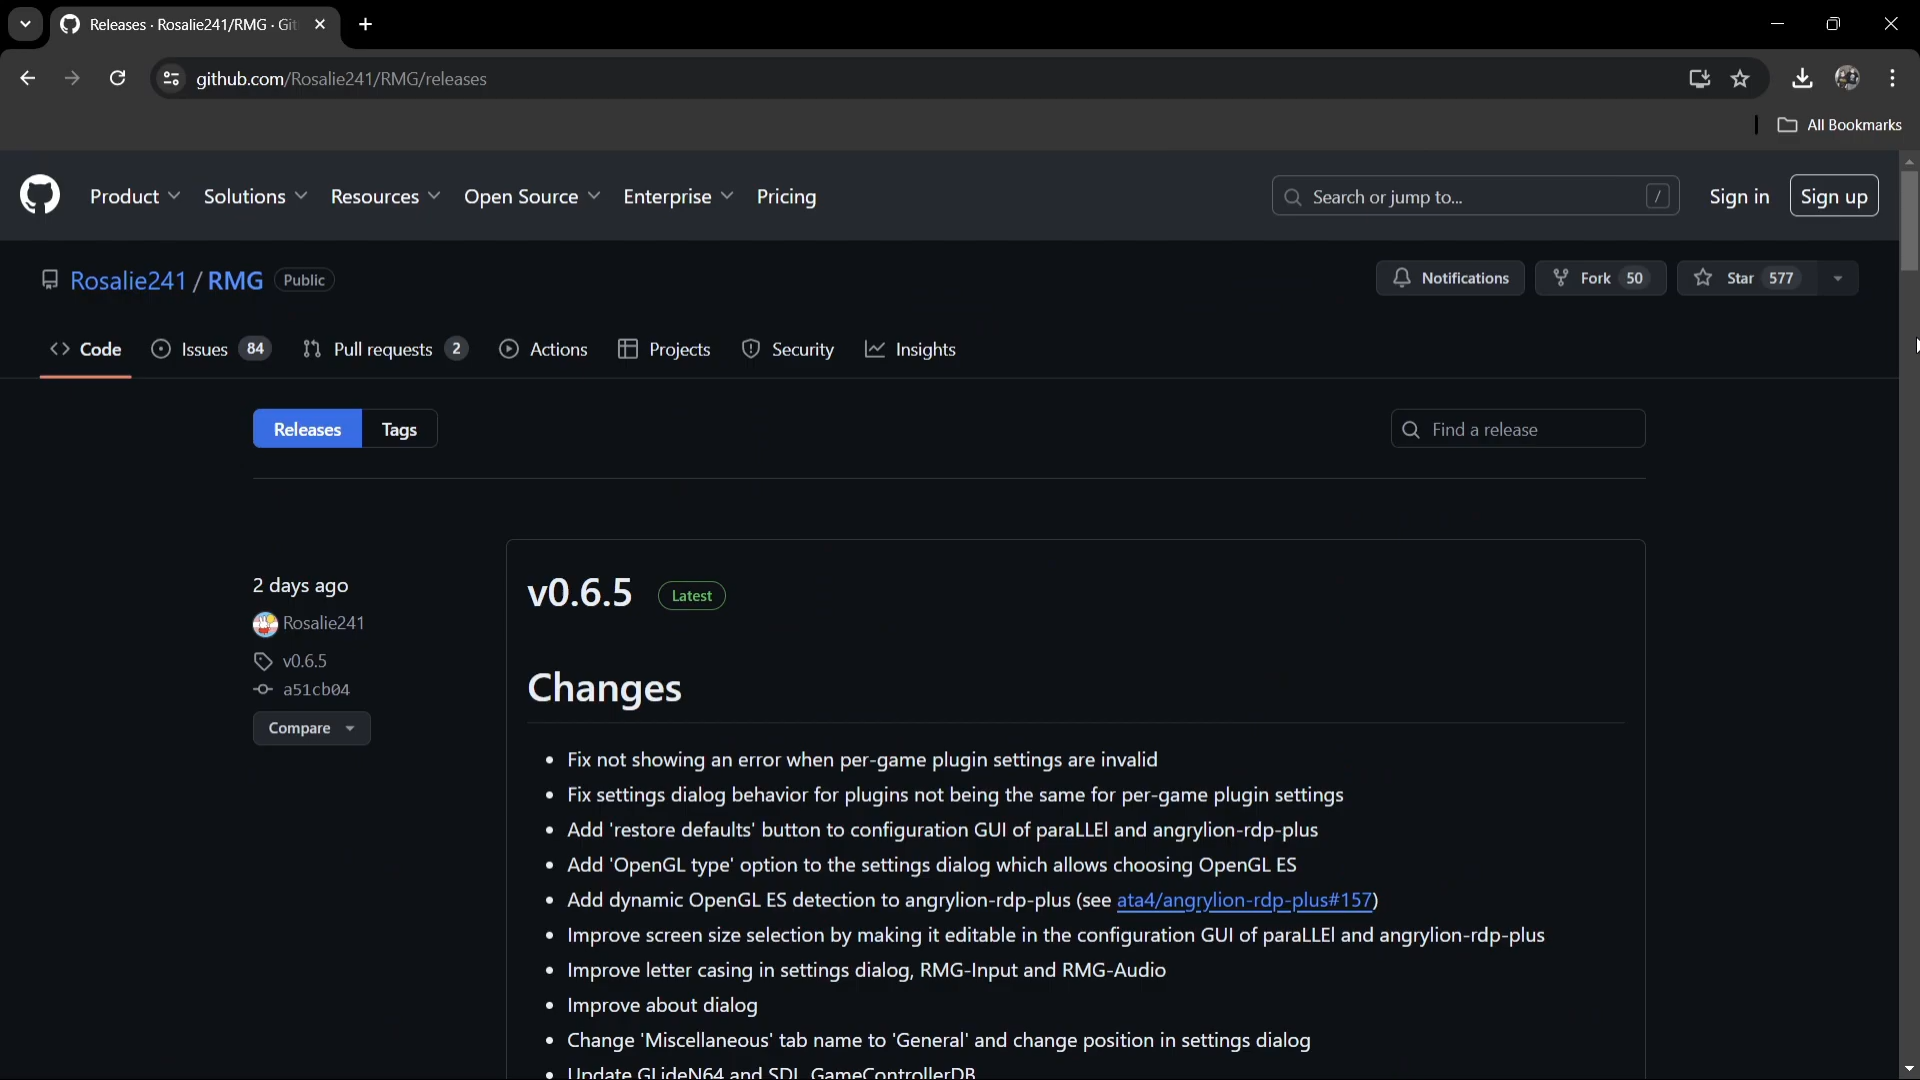 Releases · Rosalie241/RMG · Git
github.com/Rosalie241/RMG/releases
All Bookmarks
Product Solutions Resources Open Source Enterprise Pricing
Search or jump to... /
Sign in Sign up
Rosalie241 / RMG Public
Notifications Fork 50 Star 577
Code Issues 84 Pull requests 2 Actions Projects Security Insights
Releases Tags
Find a release
2 days ago
Rosalie241
v0.6.5
a51cb04
Compare
v0.6.5 Latest
Changes
• Fix not showing an error when per-game plugin settings are invalid
• Fix settings dialog behavior for plugins not being the same for per-game plugin settings
• Add 'restore defaults' button to configuration GUI of paraLLEl and angrylion-rdp-plus
• Add 'OpenGL type' option to the settings dialog which allows choosing OpenGL ES
• Add dynamic OpenGL ES detection to angrylion-rdp-plus (see ata4/angrylion-rdp-plus#157)
• Improve screen size selection by making it editable in the configuration GUI of paraLLEl and angrylion-rdp-plus
• Improve letter casing in settings dialog, RMG-Input and RMG-Audio
• Improve about dialog
• Change 'Miscellaneous' tab name to 'General' and change position in settings dialog
• Update GLideN64 and SDL_GameControllerDB